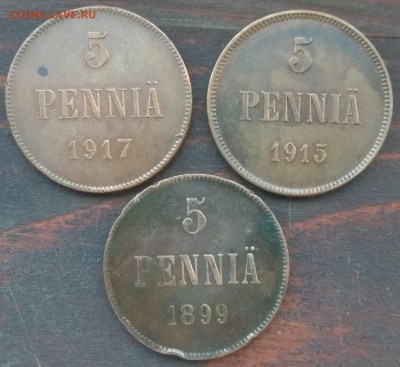 COINS.LAVE.RU
5
PENNIÄ
1917
5
PENNIÄ
1915
5
PENNIÄ
1899